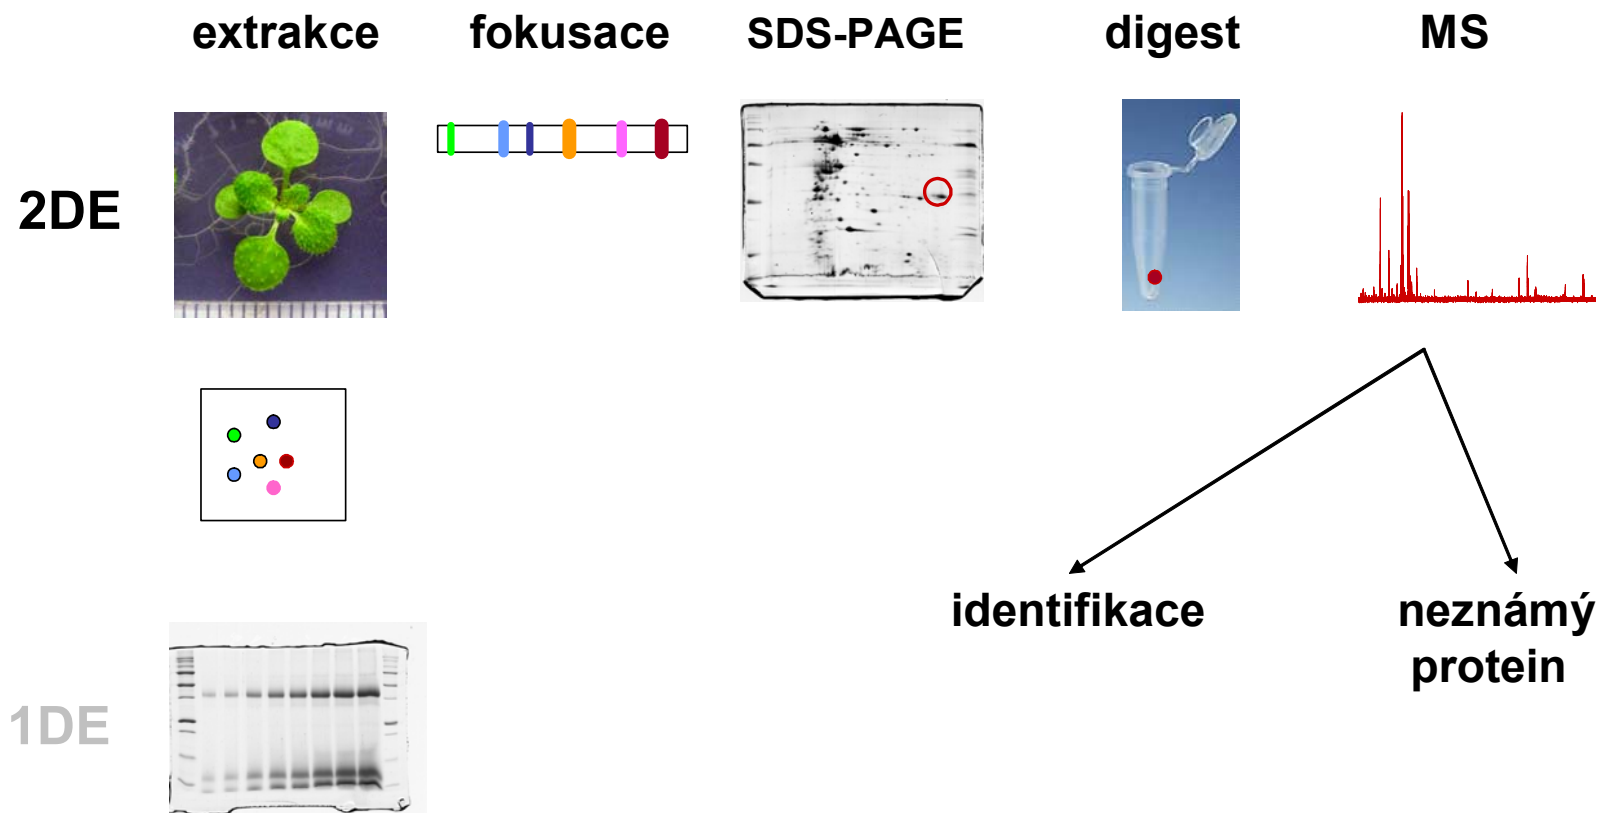 extrakce fokusace SDS-PAGE digest MS
2DE
identifikace neznámý
protein
1DE